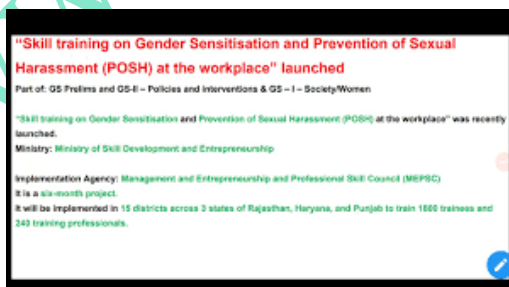 "Skill training on Gender Sensitisation and Prevention of Sexual
Harassment (POSH) at the workplace" launched
Part of: GS Prelims and GS-II – Policies and interventions & GS – I – Society/Women
"Skill training on Gender Sensitisation and Prevention of Sexual Harassment (POSH) at the workplace" was recently
launched.
Ministry: Ministry of Skill Development and Entrepreneurship
Implementation Agency: Management and Entrepreneurship and Professional Skill Council (MEPSC)
It is a six-month project.
It will be implemented in 15 districts across 3 states of Rajasthan, Haryana, and Punjab to train 1800 trainees and
240 training professionals.